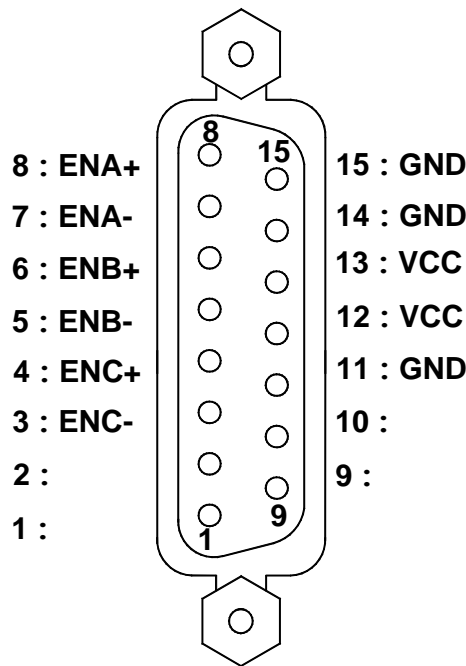 8 : ENA+
7 : ENA-
6 : ENB+
5 : ENB-
4 : ENC+
3 : ENC-
2 :
1 :
8
15
1
9
15 : GND
14 : GND
13 : VCC
12 : VCC
11 : GND
10 :
9 :